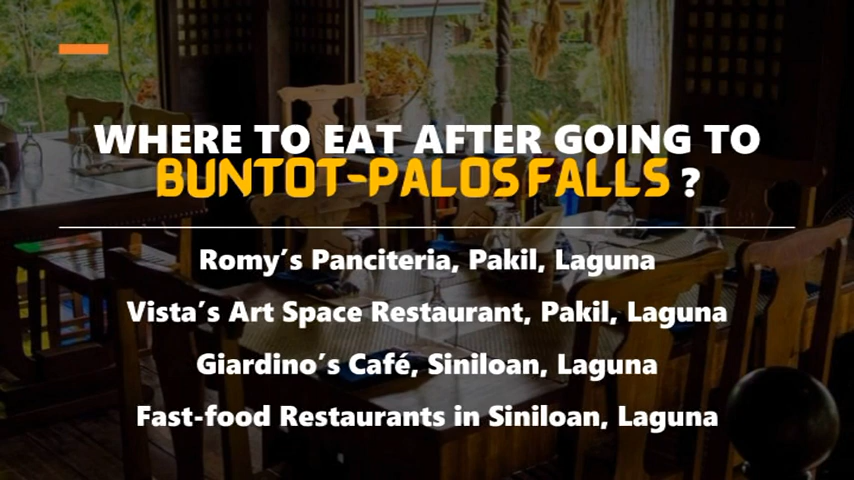 WHERE TO EAT AFTER GOING TO
BUNTOT-PALOS FALLS ?
Romy’s Panciteria, Pakil, Laguna
Vista’s Art Space Restaurant, Pakil, Laguna
Giardino’s Café, Siniloan, Laguna
Fast-food Restaurants in Siniloan, Laguna